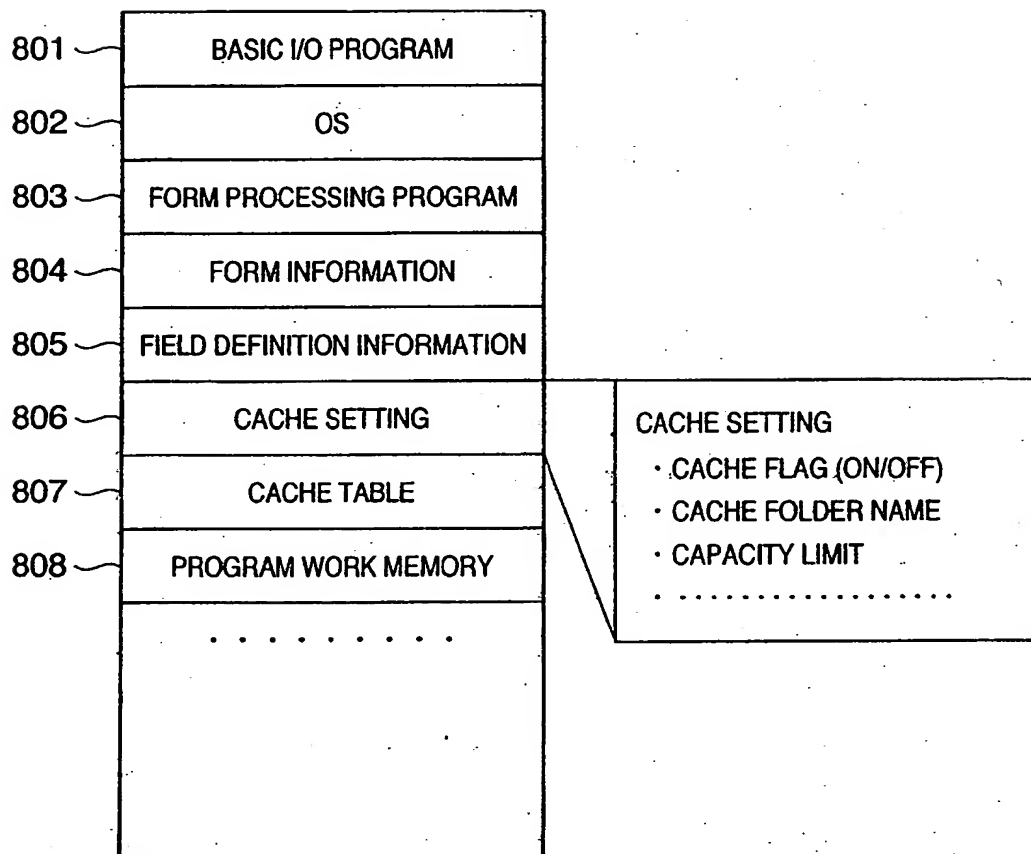 801 BASIC I/O PROGRAM
802 OS
803 FORM PROCESSING PROGRAM
804 FORM INFORMATION
805 FIELD DEFINITION INFORMATION
806 CACHE SETTING
807 CACHE TABLE
808 PROGRAM WORK MEMORY
. . . . . . . . .
CACHE SETTING
・CACHE FLAG (ON/OFF)
・CACHE FOLDER NAME
・CAPACITY LIMIT
・. . . . . . . . . . . . . . . . . .